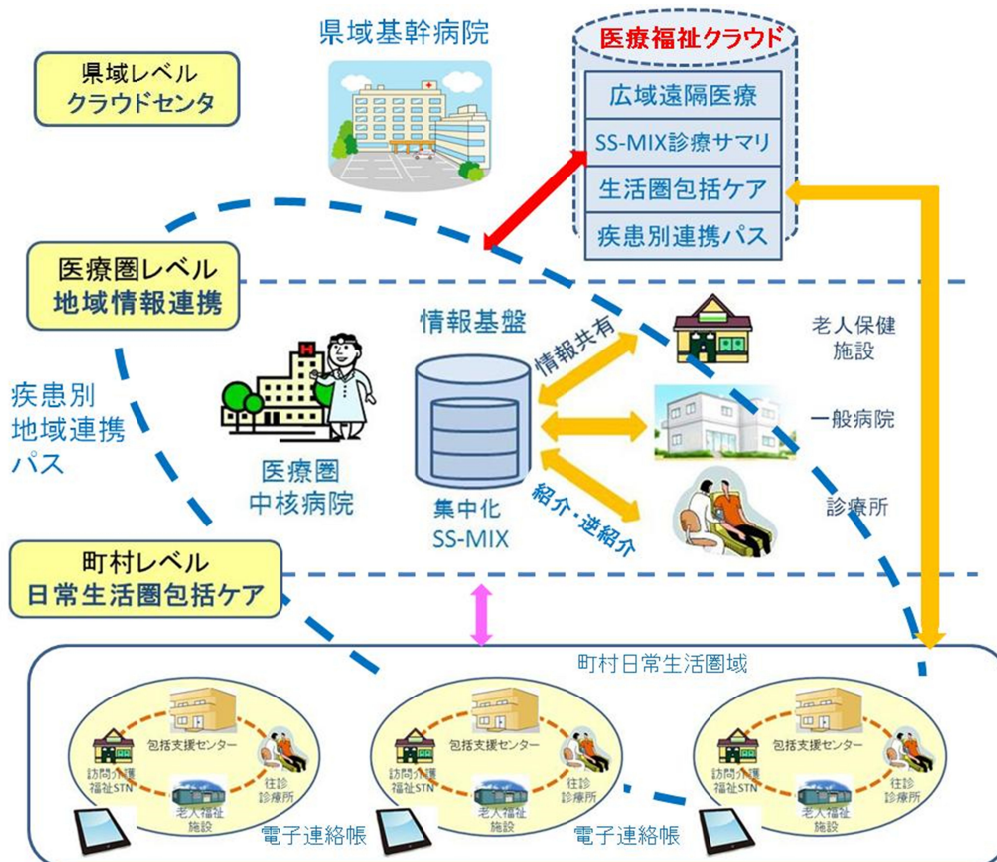 県域レベル
クラウドセンタ
県域基幹病院
医療福祉クラウド
広域遠隔医療
SS-MIX診療サマリ
生活圏包括ケア
疾患別連携パス
医療圏レベル
地域情報連携
疾患別
地域連携
パス
医療圏
中核病院
情報基盤
集中化
SS-MIX
情報共有
紹介・逆紹介
老人保健
施設
一般病院
診療所
町村レベル
日常生活圏包括ケア
町村日常生活圏域
包括支援センター
訪問介護
福祉STN
往診
診療所
老人福祉
施設
電子連絡帳
包括支援センター
訪問介護
福祉STN
往診
診療所
老人福祉
施設
電子連絡帳
包括支援センター
訪問介護
福祉STN
往診
診療所
老人福祉
施設